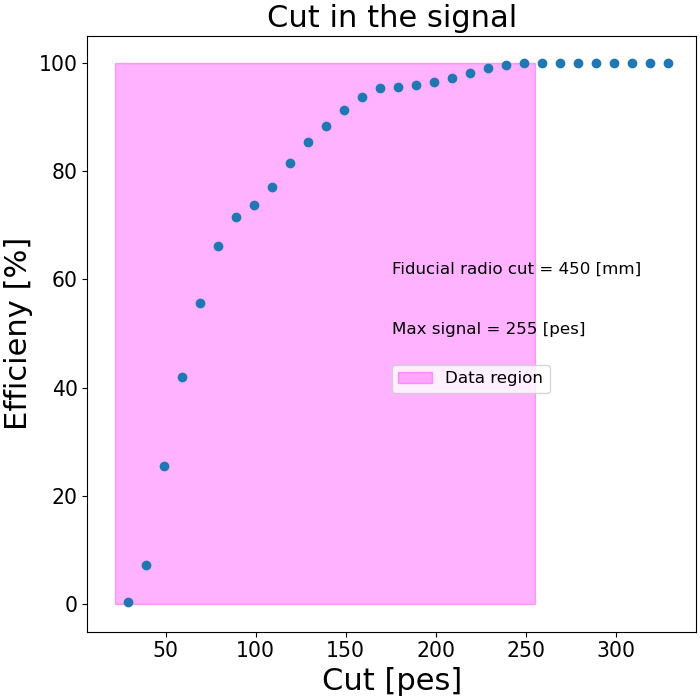 Cut in the signal
Efficieny [%]
100
80
60
40
20
0
Fiducial radio cut = 450 [mm]
Max signal = 255 [pes]
Data region
50 100 150 200 250 300
Cut [pes]